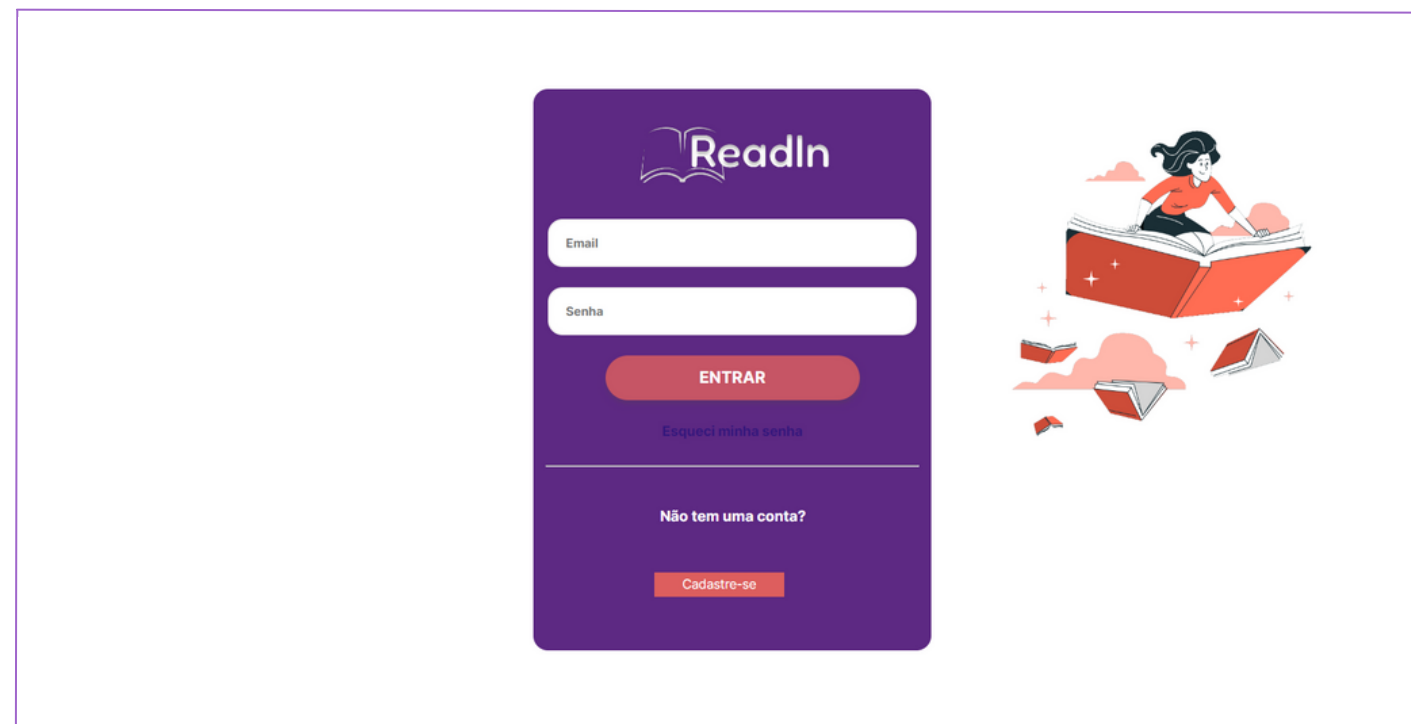 ReadIn
Email
Senha
ENTRAR
Esqueci minha senha
Não tem uma conta?
Cadastre-se